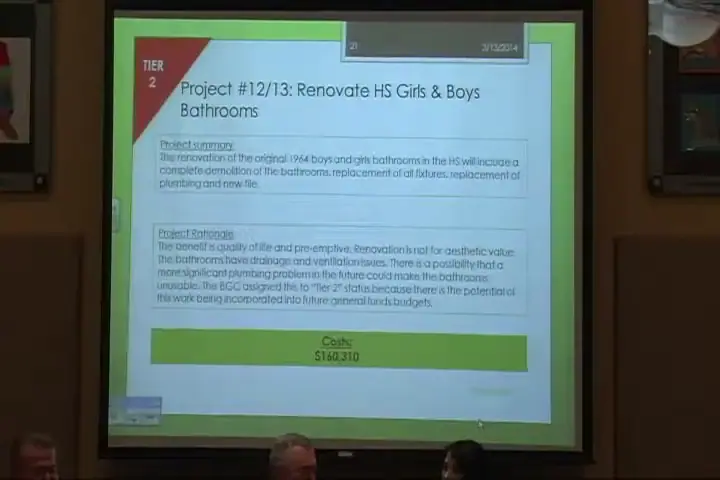 21
3/13/2014
TIER
2
Project #12/13: Renovate HS Girls & Boys
Bathrooms
Project summary
The renovation of the original 1964 boys and girls bathrooms in the HS will include a
complete demolition of the bathrooms, replacement of all fixtures, replacement of
plumbing and new tile.
Project Rationale
The benefit is quality of life and pre-emptive. Renovation is not for aesthetic value.
The bathrooms have drainage and ventilation issues. There is a possibility that a
more significant plumbing problem in the future could make the bathrooms
unusable. The BGC assigned this to "Tier 2" status because there is the potential of
this work being incorporated into future general funds budgets.
Costs:
$160,310